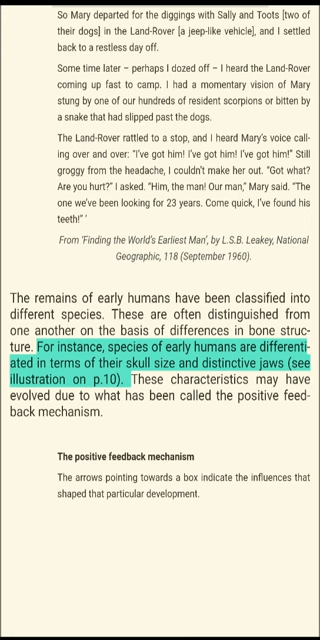 So Mary departed for the diggings with Sally and Toots [two of
their dogs] in the Land-Rover [a jeep-like vehicle], and I settled
back to a restless day off.
Some time later – perhaps I dozed off – I heard the Land-Rover
coming up fast to camp. I had a momentary vision of Mary
stung by one of our hundreds of resident scorpions or bitten by
a snake that had slipped past the dogs.
The Land-Rover rattled to a stop, and I heard Mary’s voice call-
ing over and over: “I’ve got him! I’ve got him! I’ve got him!” Still
groggy from the headache, I couldn’t make her out. “Got what?
Are you hurt?” I asked. “Him, the man! Our man,” Mary said. “The
one we’ve been looking for 23 years. Come quick, I’ve found his
teeth!” ’
From ‘Finding the World’s Earliest Man’, by L.S.B. Leakey, National
Geographic, 118 (September 1960).
The remains of early humans have been classified into
different species. These are often distinguished from
one another on the basis of differences in bone struc-
ture. For instance, species of early humans are differenti-
ated in terms of their skull size and distinctive jaws (see
illustration on p.10). These characteristics may have
evolved due to what has been called the positive feed-
back mechanism.
The positive feedback mechanism
The arrows pointing towards a box indicate the influences that
shaped that particular development.